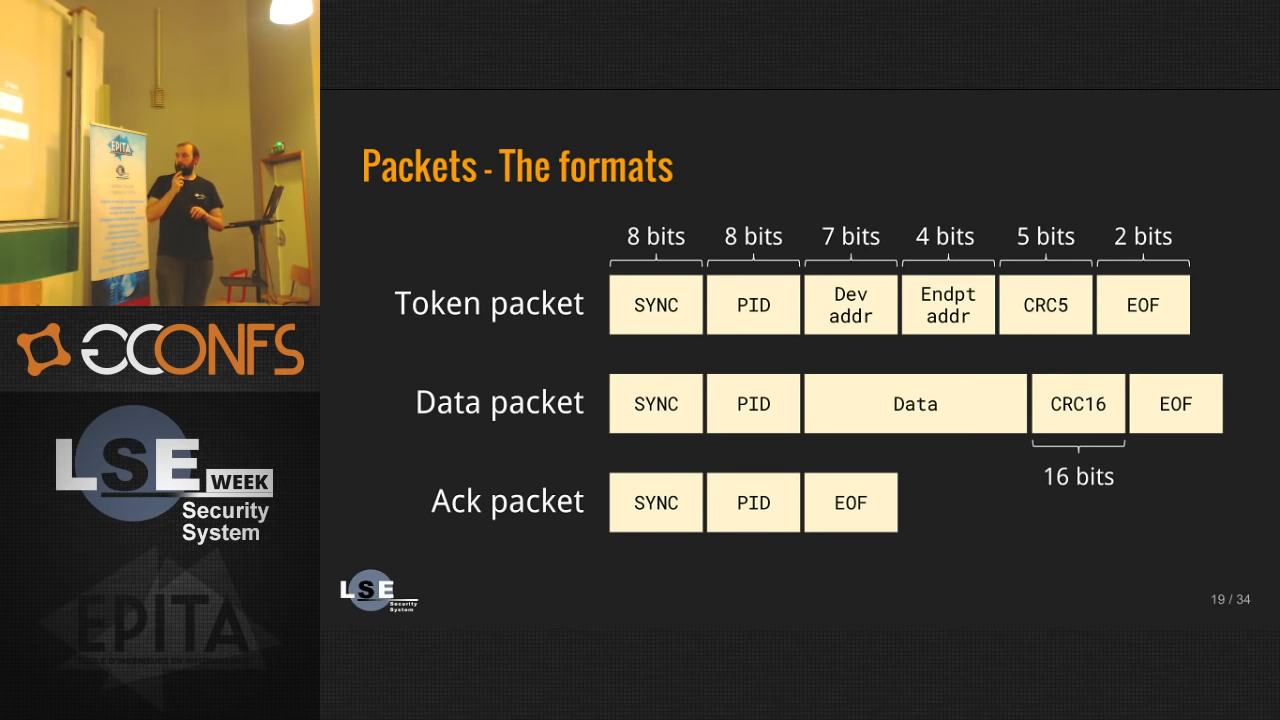 EPITA
Packets - The formats
8 bits
8 bits
7 bits
4 bits
5 bits
2 bits
Token packet
SYNC
PID
Dev
addr
Endpt
addr
CRC5
EOF
Data packet
SYNC
PID
Data
CRC16
EOF
16 bits
Ack packet
SYNC
PID
EOF
LSE
Security
System
19 / 34
GCONFS
LSE WEEK
Security
System
EPITA